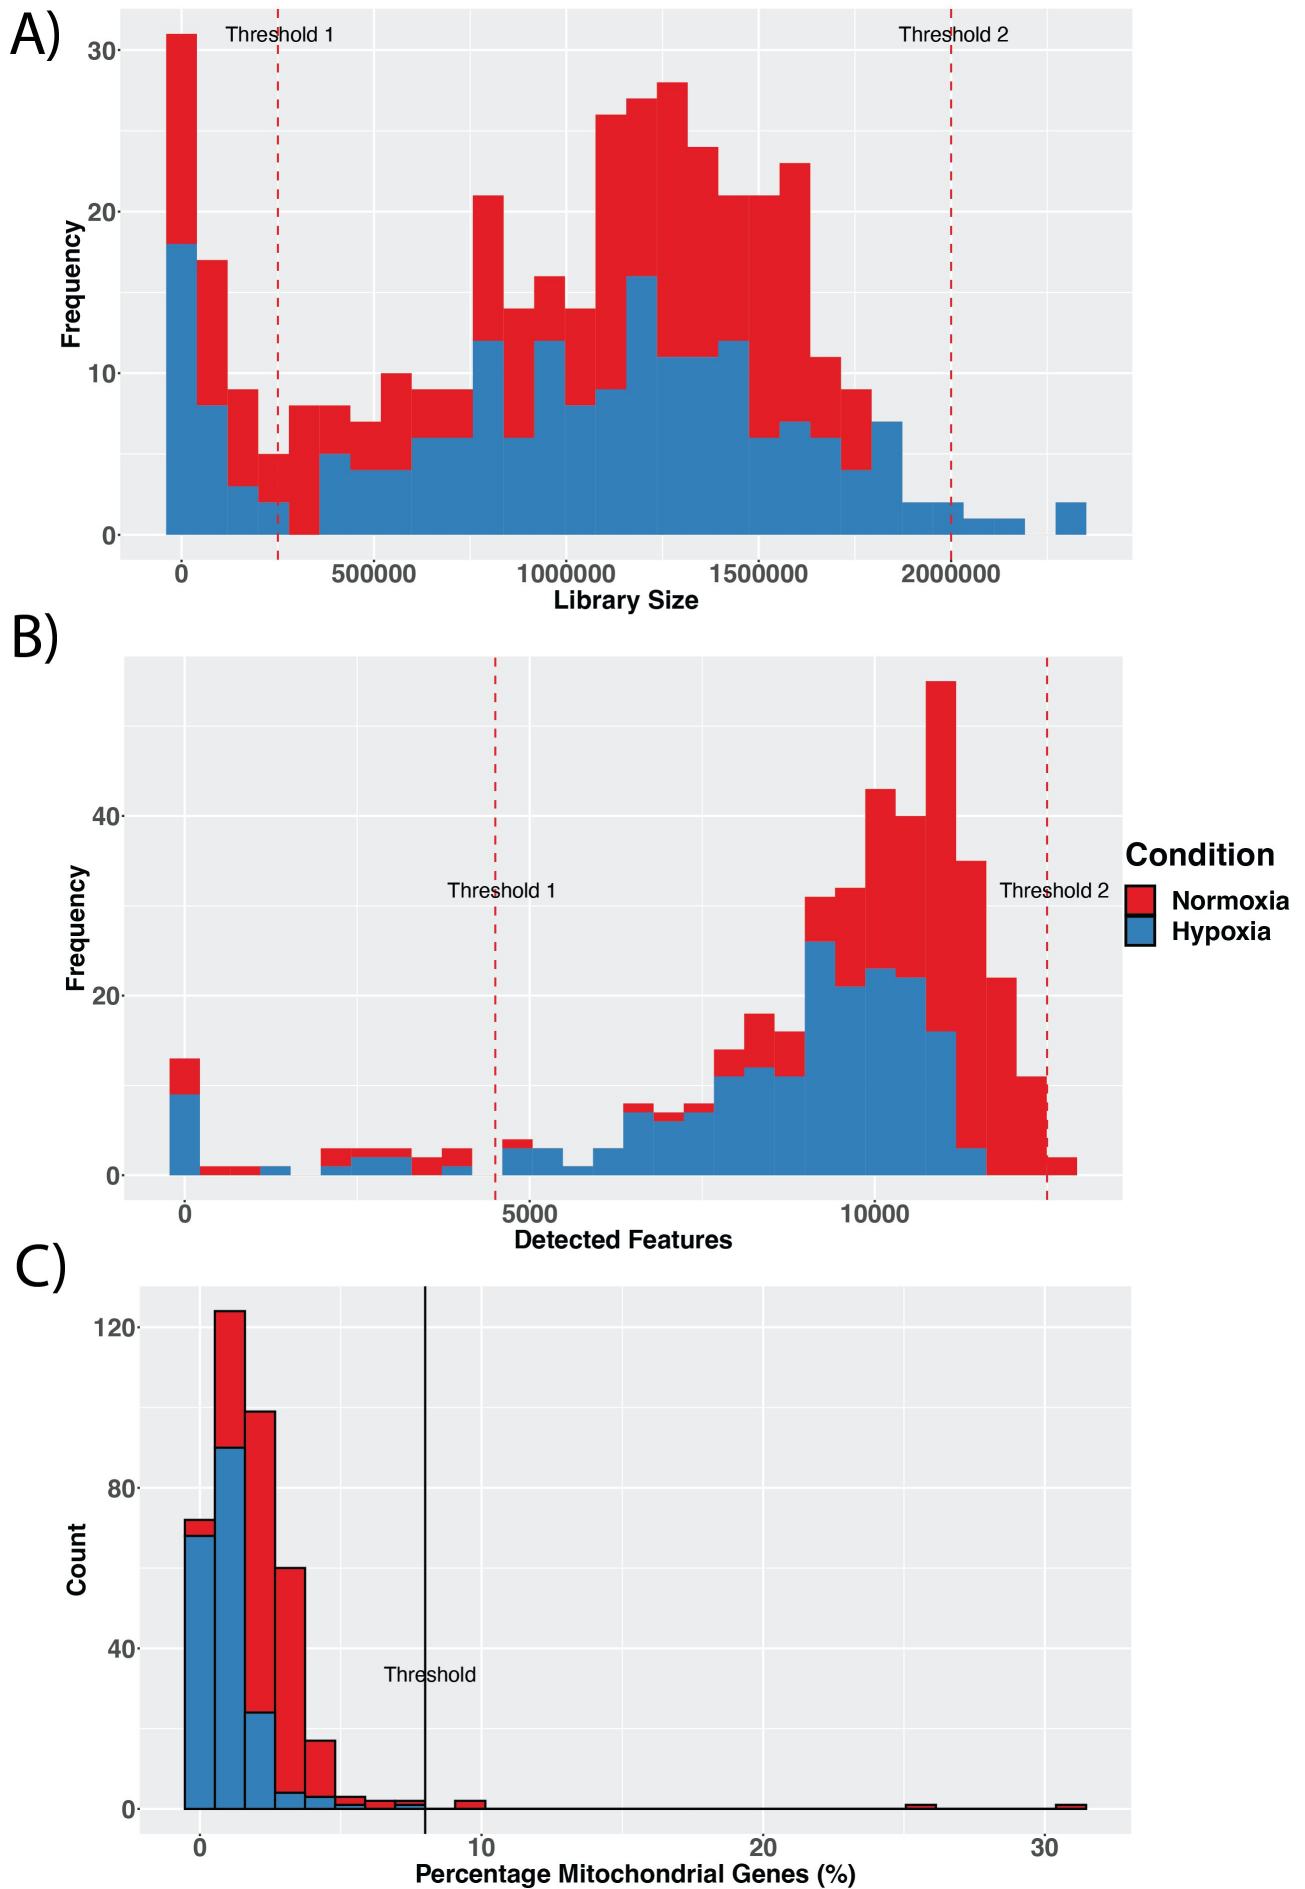 A)
Threshold 1 Threshold 2
30
20
10
0
Frequency
0 500000 1000000 1500000 2000000
Library Size
B)
40
20
0
Frequency
Threshold 1 Threshold 2
0 5000 10000
Detected Features
Condition
Normoxia
Hypoxia
C)
120
80
40
0
Count
Threshold
0 10 20 30
Percentage Mitochondrial Genes (%)